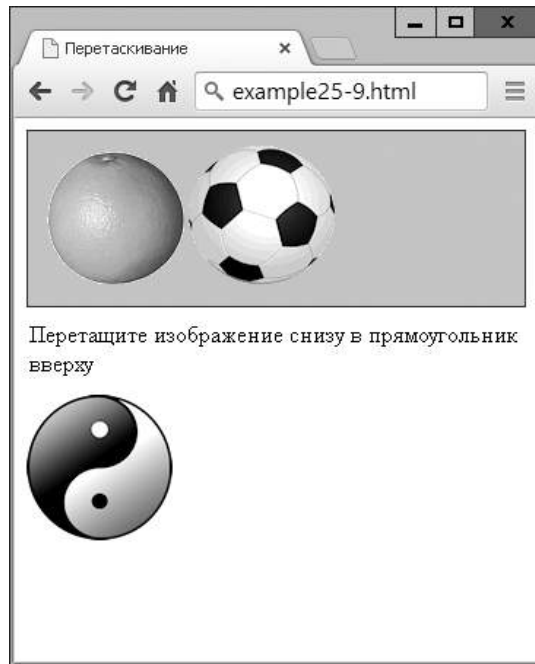 Перетаскивание
example25-9.html
Перетащите изображение снизу в прямоугольник
вверху